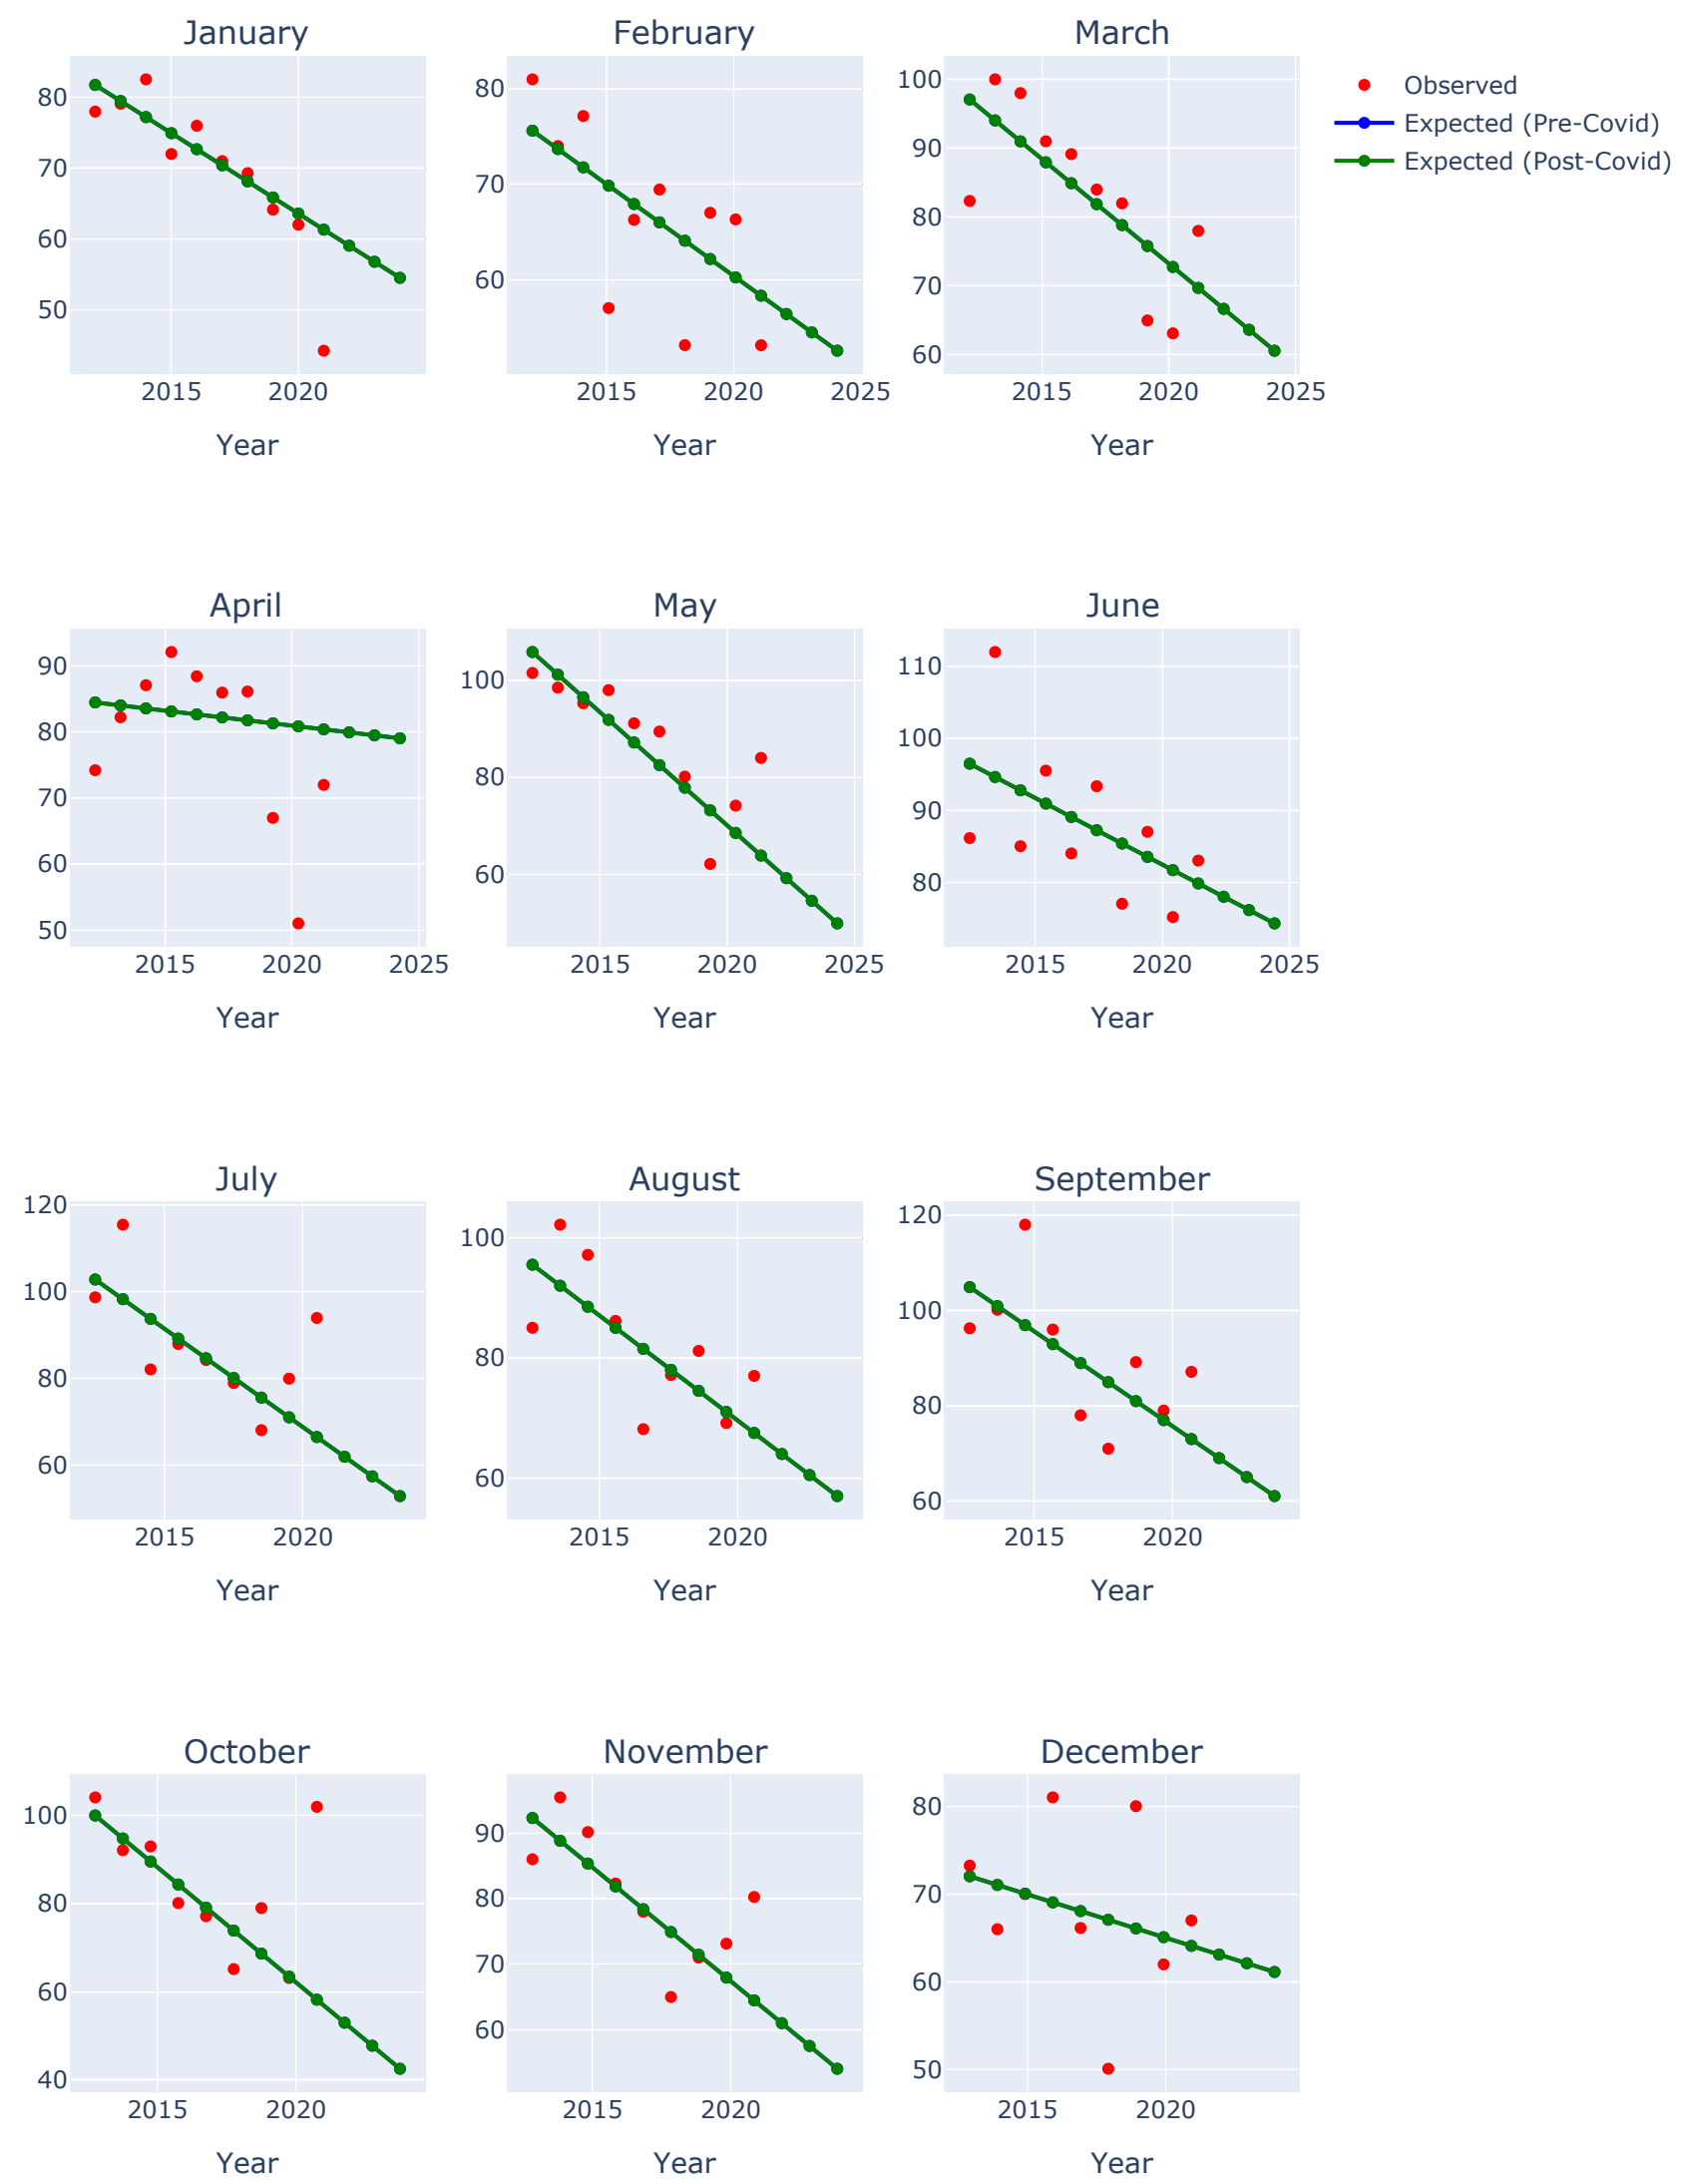 January
80
70
60
50
2015 2020
Year
February
80
70
60
2015 2020 2025
Year
March
100
90
80
70
60
2015 2020 2025
Year
Observed
Expected (Pre-Covid)
Expected (Post-Covid)
April
90
80
70
60
50
2015 2020 2025
Year
May
100
80
60
2015 2020 2025
Year
June
110
100
90
80
2015 2020 2025
Year
July
120
100
80
60
2015 2020
Year
August
100
80
60
2015 2020
Year
September
120
100
80
60
2015 2020
Year
October
100
80
60
40
2015 2020
Year
November
90
80
70
60
2015 2020
Year
December
80
70
60
50
2015 2020
Year